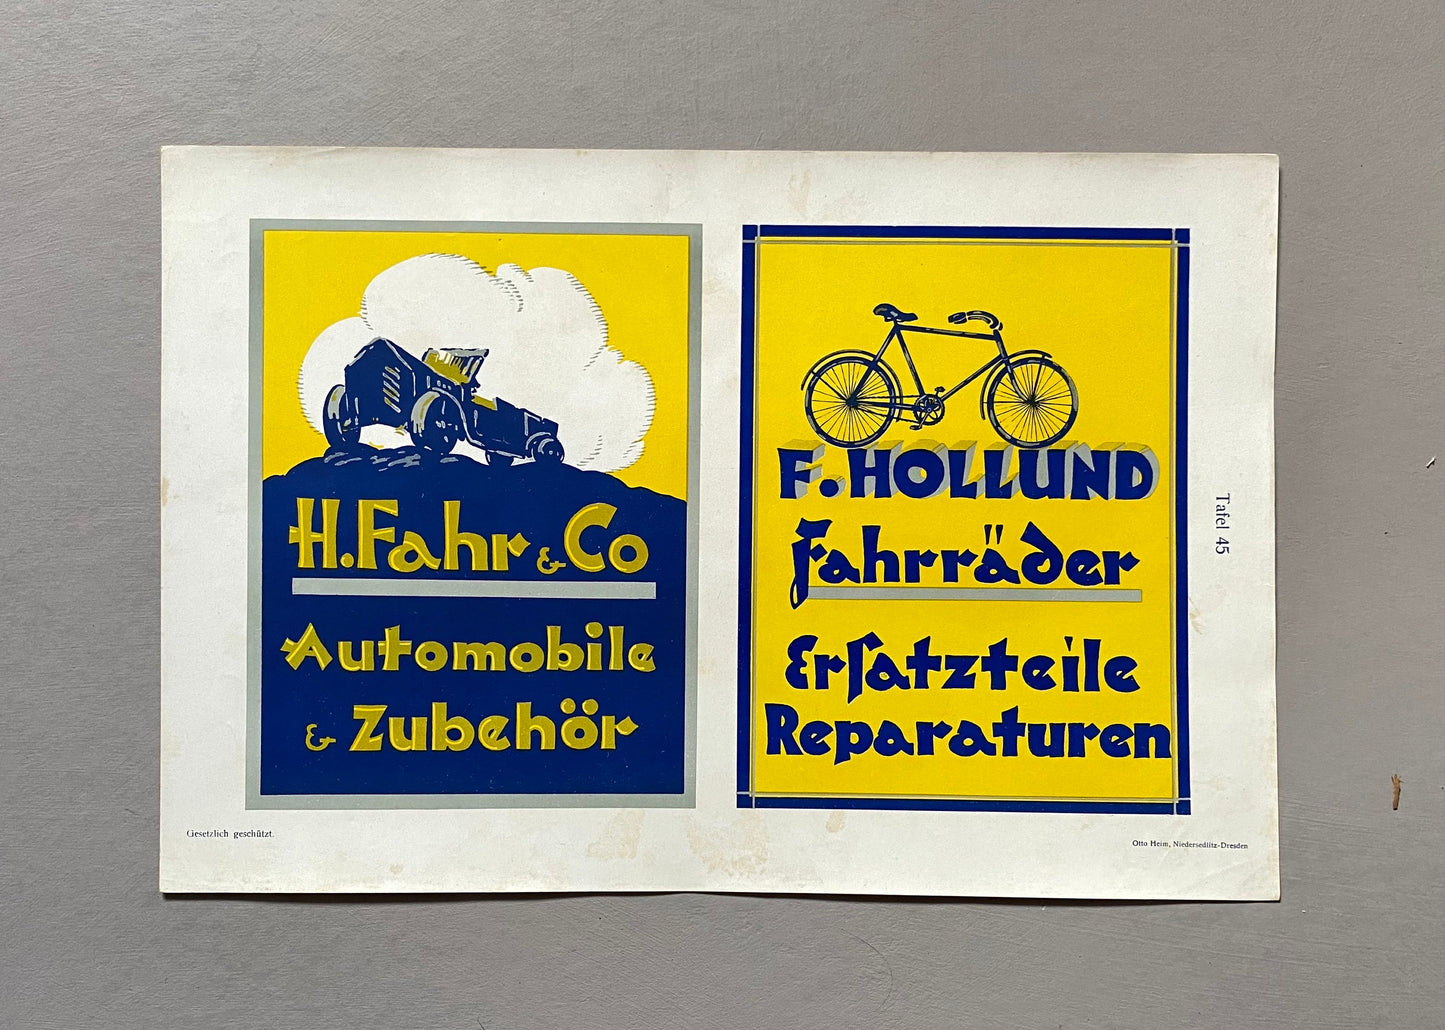 H. Fahr & Co
Automobile
& Zubehör
F. HOLLUND
Fahrräder
Erſatzteile
Reparaturen
Tafel 45
Gesetzlich geschützt.
Otto Heim, Niedersedlitz-Dresden